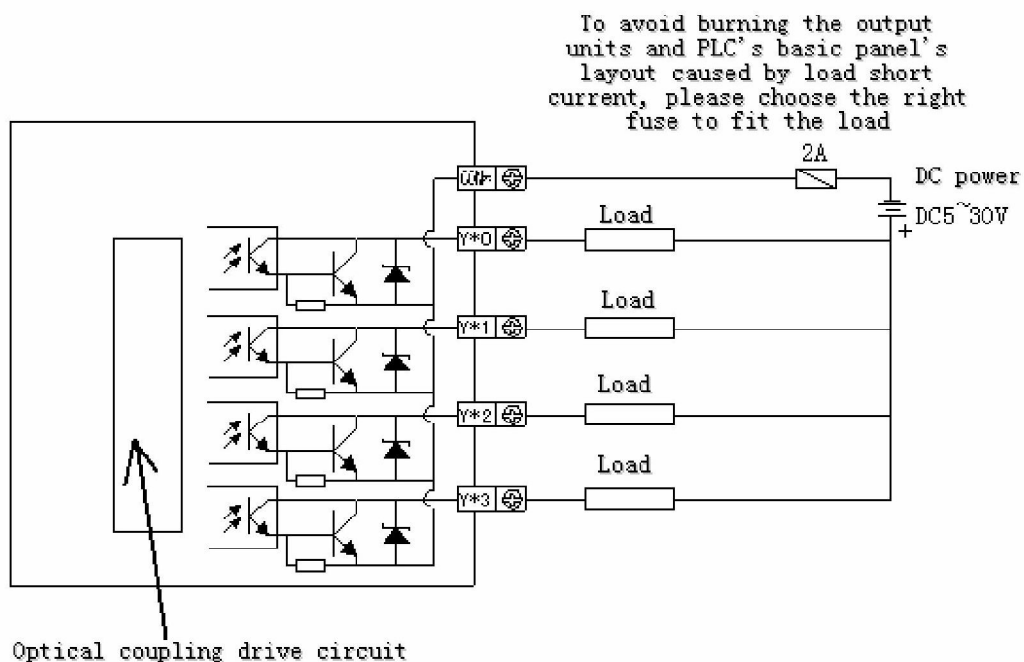 To avoid burning the output
units and PLC's basic panel's
layout caused by load short
current, please choose the right
fuse to fit the load
2A
DC power
DC5~30V
+
Load
Y*0
Load
Y*1
Load
Y*2
Load
Y*3
Optical coupling drive circuit